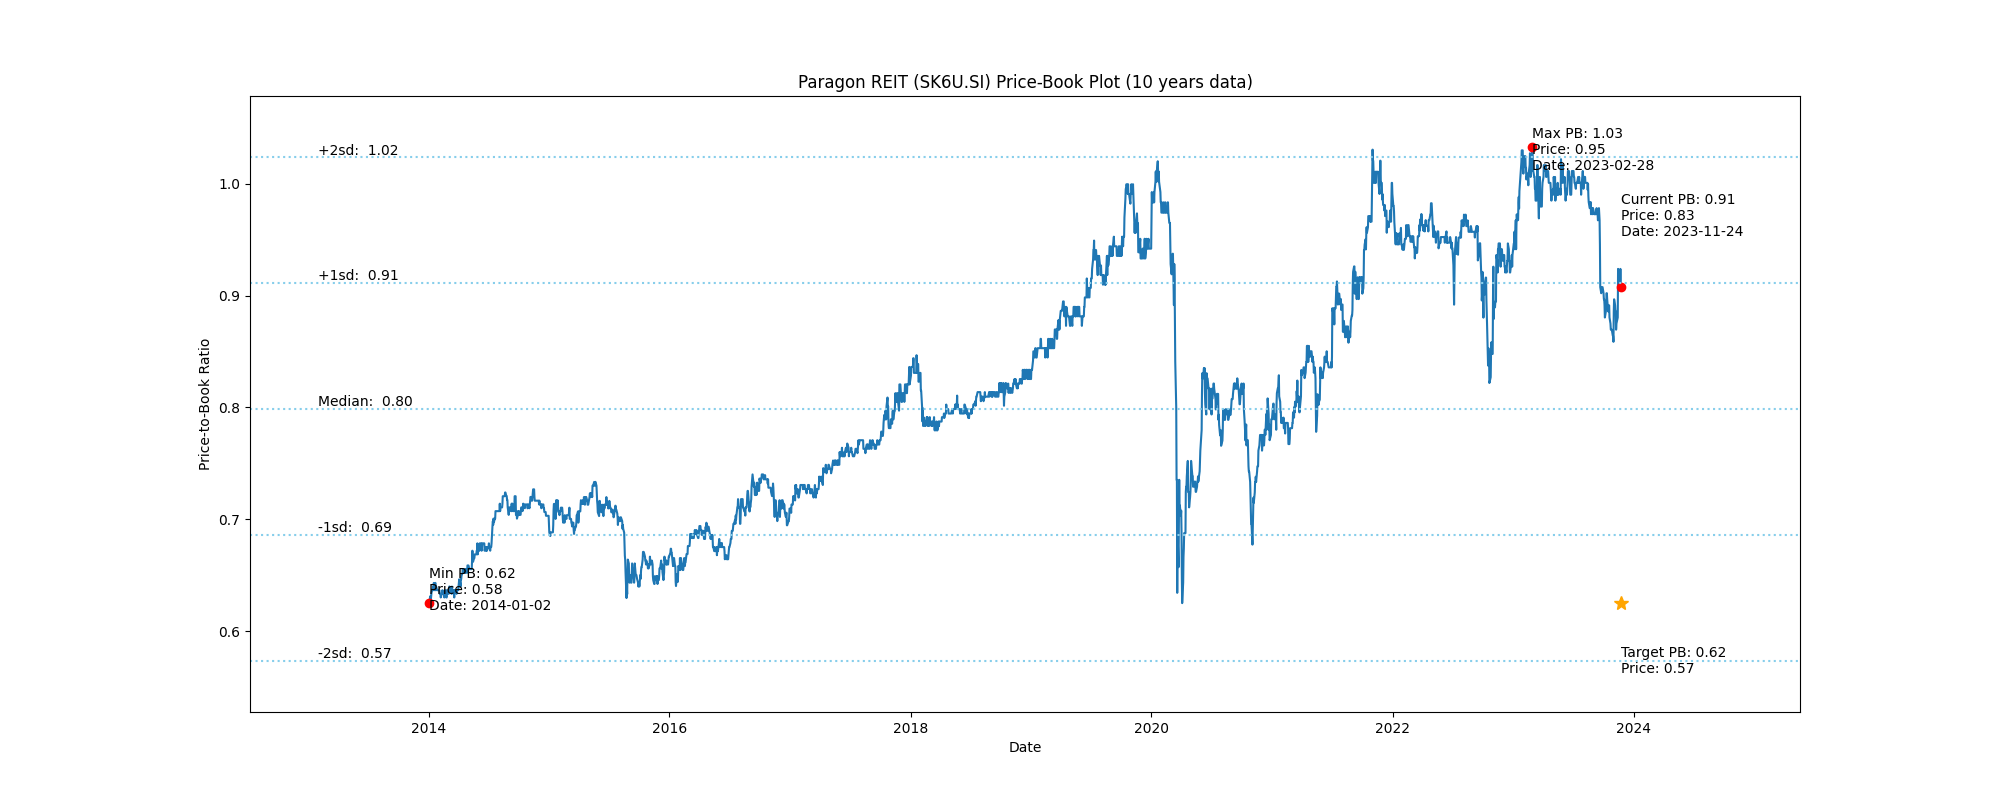 Paragon REIT (SK6U.SI) Price-Book Plot (10 years data)
Max PB: 1.03
Price: 0.95
Date: 2023-02-28
+2sd:  1.02
1.0
Current PB: 0.91
Price: 0.83
Date: 2023-11-24
+1sd:  0.91
0.9
Median:  0.80
0.8
Price-to-Book Ratio
-1sd:  0.69
0.7
Min PB: 0.62
Price: 0.58
Date: 2014-01-02
0.6
-2sd:  0.57
Target PB: 0.62
Price: 0.57
2014 2016 2018 2020 2022 2024
Date